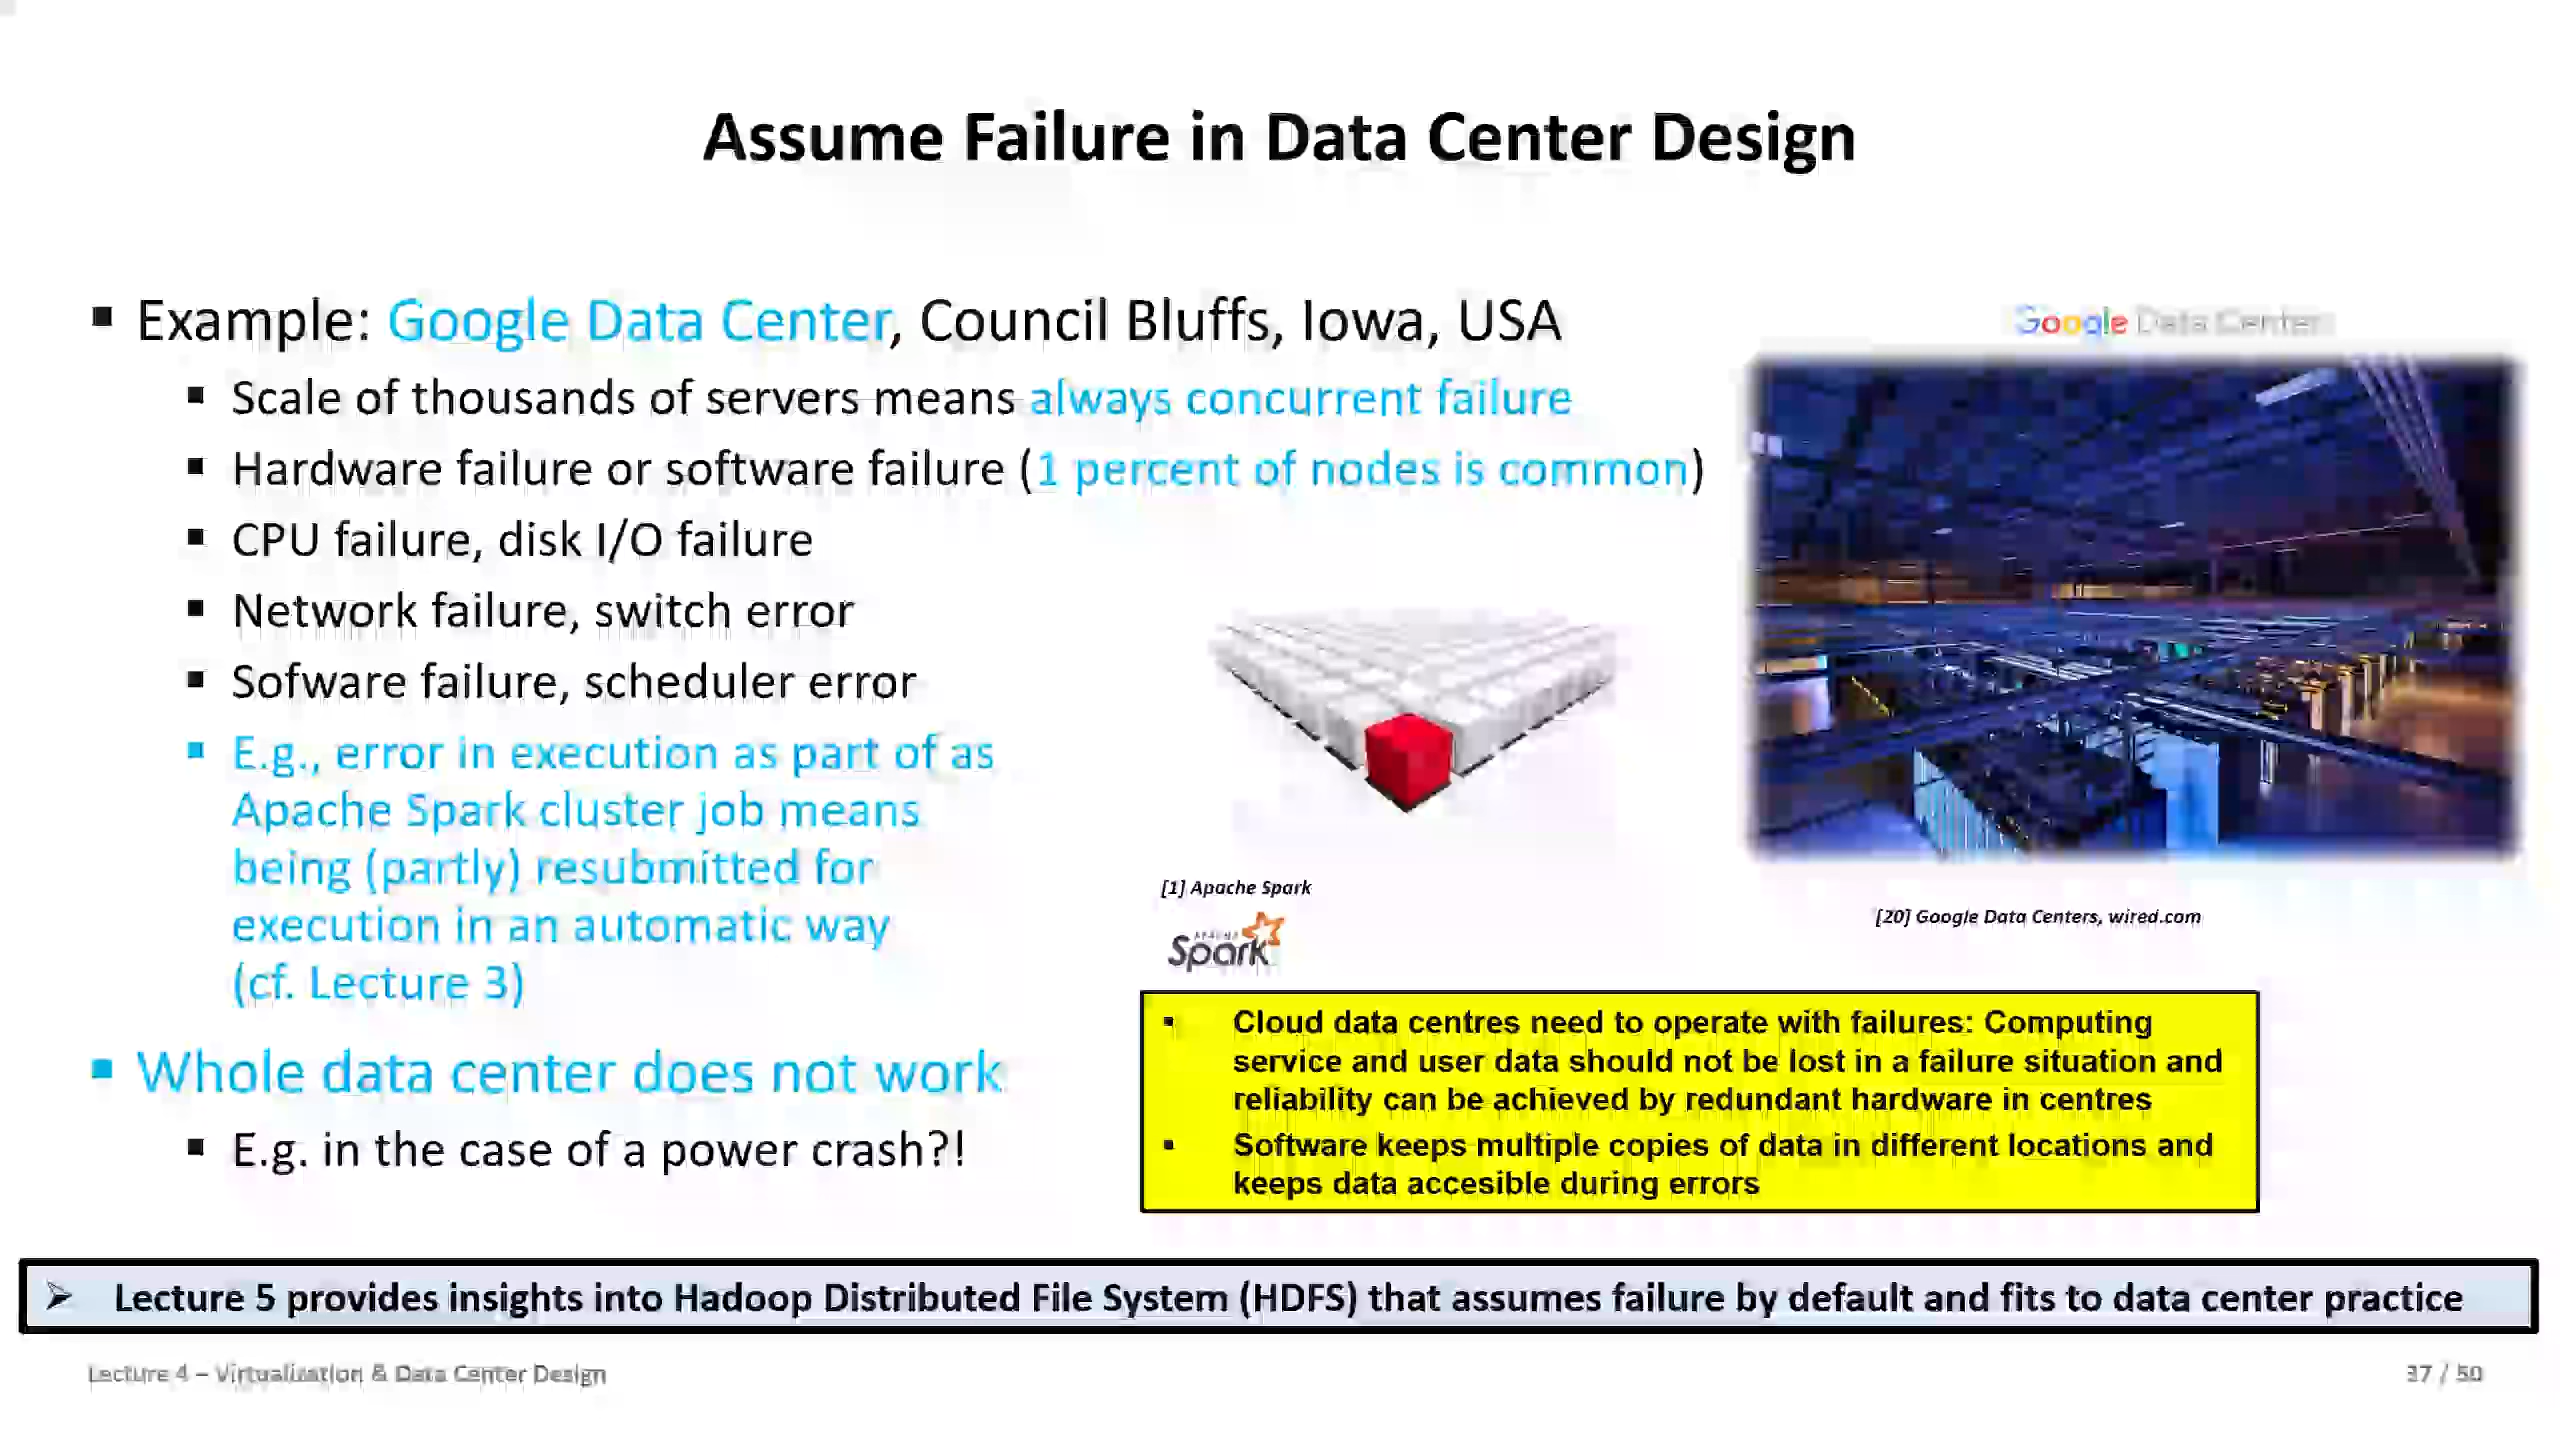 Assume Failure in Data Center Design
Example: Google Data Center, Council Bluffs, Iowa, USA
Scale of thousands of servers means always concurrent failure
Hardware failure or software failure (1 percent of nodes is common)
CPU failure, disk I/O failure
Network failure, switch error
Sofware failure, scheduler error
E.g., error in execution as part of as
Apache Spark cluster job means
being (partly) resubmitted for
execution in an automatic way
(cf. Lecture 3)
Whole data center does not work
E.g. in the case of a power crash?!
Google Data Center
[1] Apache Spark
APACHE
Spark
[20] Google Data Centers, wired.com
Cloud data centres need to operate with failures: Computing
service and user data should not be lost in a failure situation and
reliability can be achieved by redundant hardware in centres
Software keeps multiple copies of data in different locations and
keeps data accesible during errors
Lecture 5 provides insights into Hadoop Distributed File System (HDFS) that assumes failure by default and fits to data center practice
Lecture 4 – Virtualization & Data Center Design
37 / 50